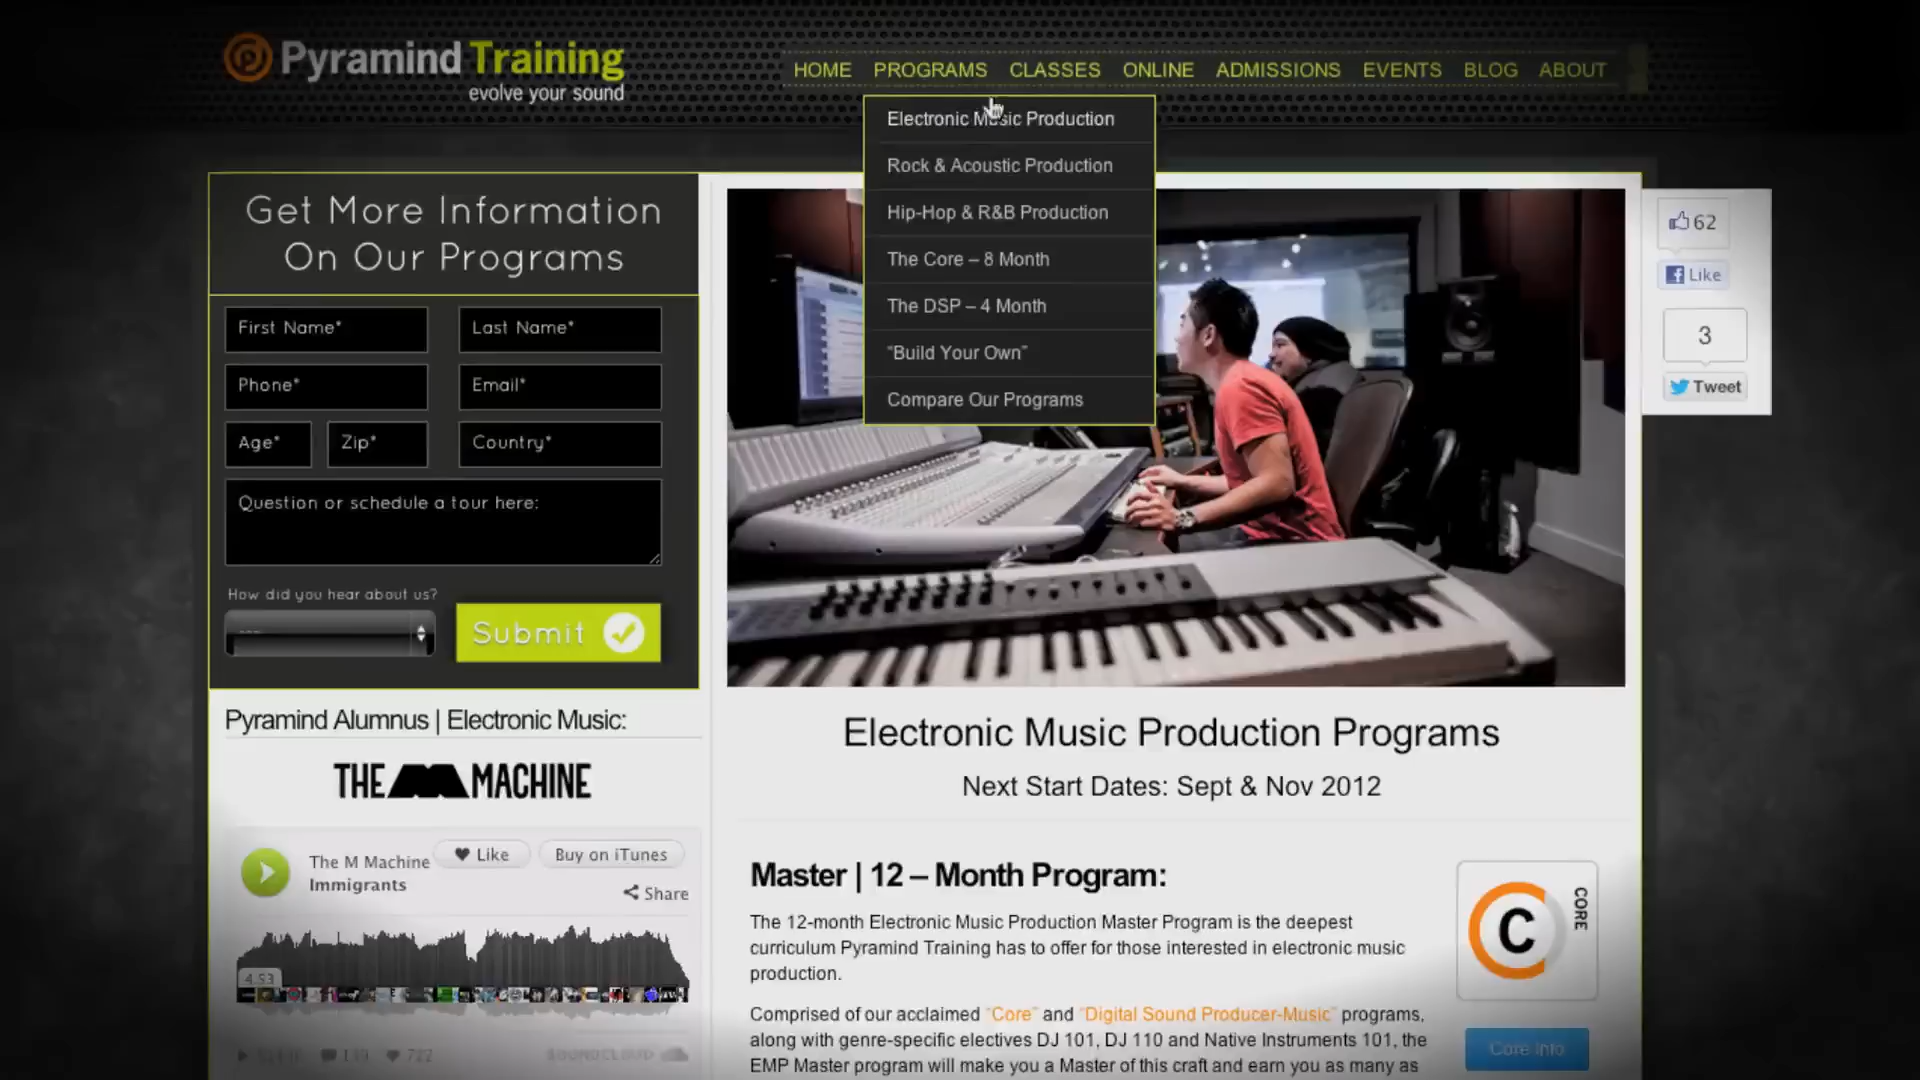 Pyramind Training
evolve your sound
HOME PROGRAMS CLASSES ONLINE ADMISSIONS EVENTS BLOG ABOUT
Electronic Music Production
Rock & Acoustic Production
Hip-Hop & R&B Production
The Core – 8 Month
The DSP – 4 Month
“Build Your Own”
Compare Our Programs
Get More Information
On Our Programs
First Name*
Last Name*
Phone*
Email*
Age*
Zip*
Country*
Question or schedule a tour here:
How did you hear about us?
Submit
62
Like
3
Tweet
Pyramind Alumnus | Electronic Music:
THE M MACHINE
The M Machine
Immigrants
Like
Buy on iTunes
Share
4.53
139
722
SOUNDCLOUD
Electronic Music Production Programs
Next Start Dates: Sept & Nov 2012
Master | 12 – Month Program:
The 12-month Electronic Music Production Master Program is the deepest
curriculum Pyramind Training has to offer for those interested in electronic music
production.
Comprised of our acclaimed “Core” and “Digital Sound Producer-Music” programs,
along with genre-specific electives DJ 101, DJ 110 and Native Instruments 101, the
EMP Master program will make you a Master of this craft and earn you as many as
C
CORE
Core Info